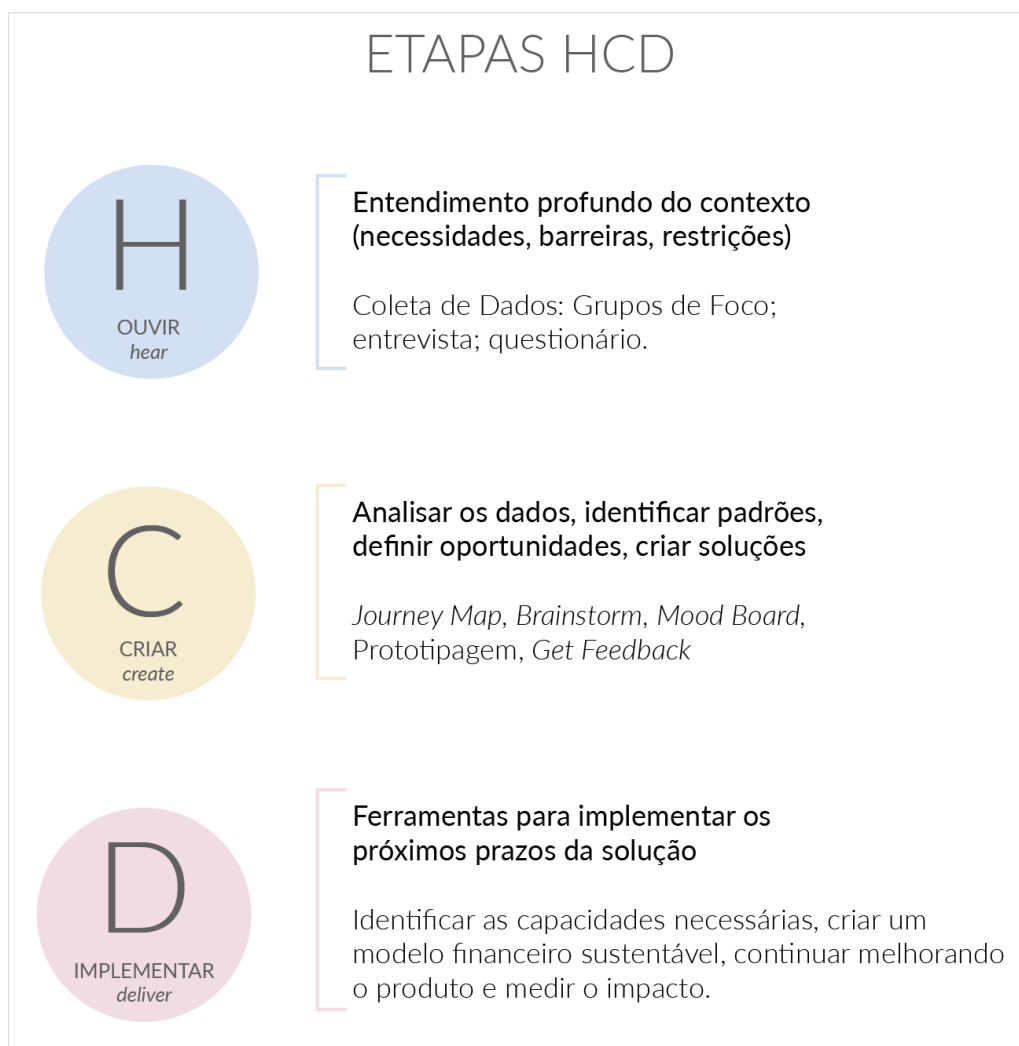 ETAPAS HCD
H
OUVIR
hear
Entendimento profundo do contexto
(necessidades, barreiras, restrições)
Coleta de Dados: Grupos de Foco;
entrevista; questionário.
C
CRIAR
create
Analisar os dados, identificar padrões,
definir oportunidades, criar soluções
Journey Map, Brainstorm, Mood Board,
Prototipagem, Get Feedback
D
IMPLEMENTAR
deliver
Ferramentas para implementar os
próximos prazos da solução
Identificar as capacidades necessárias, criar um
modelo financeiro sustentável, continuar melhorando
o produto e medir o impacto.